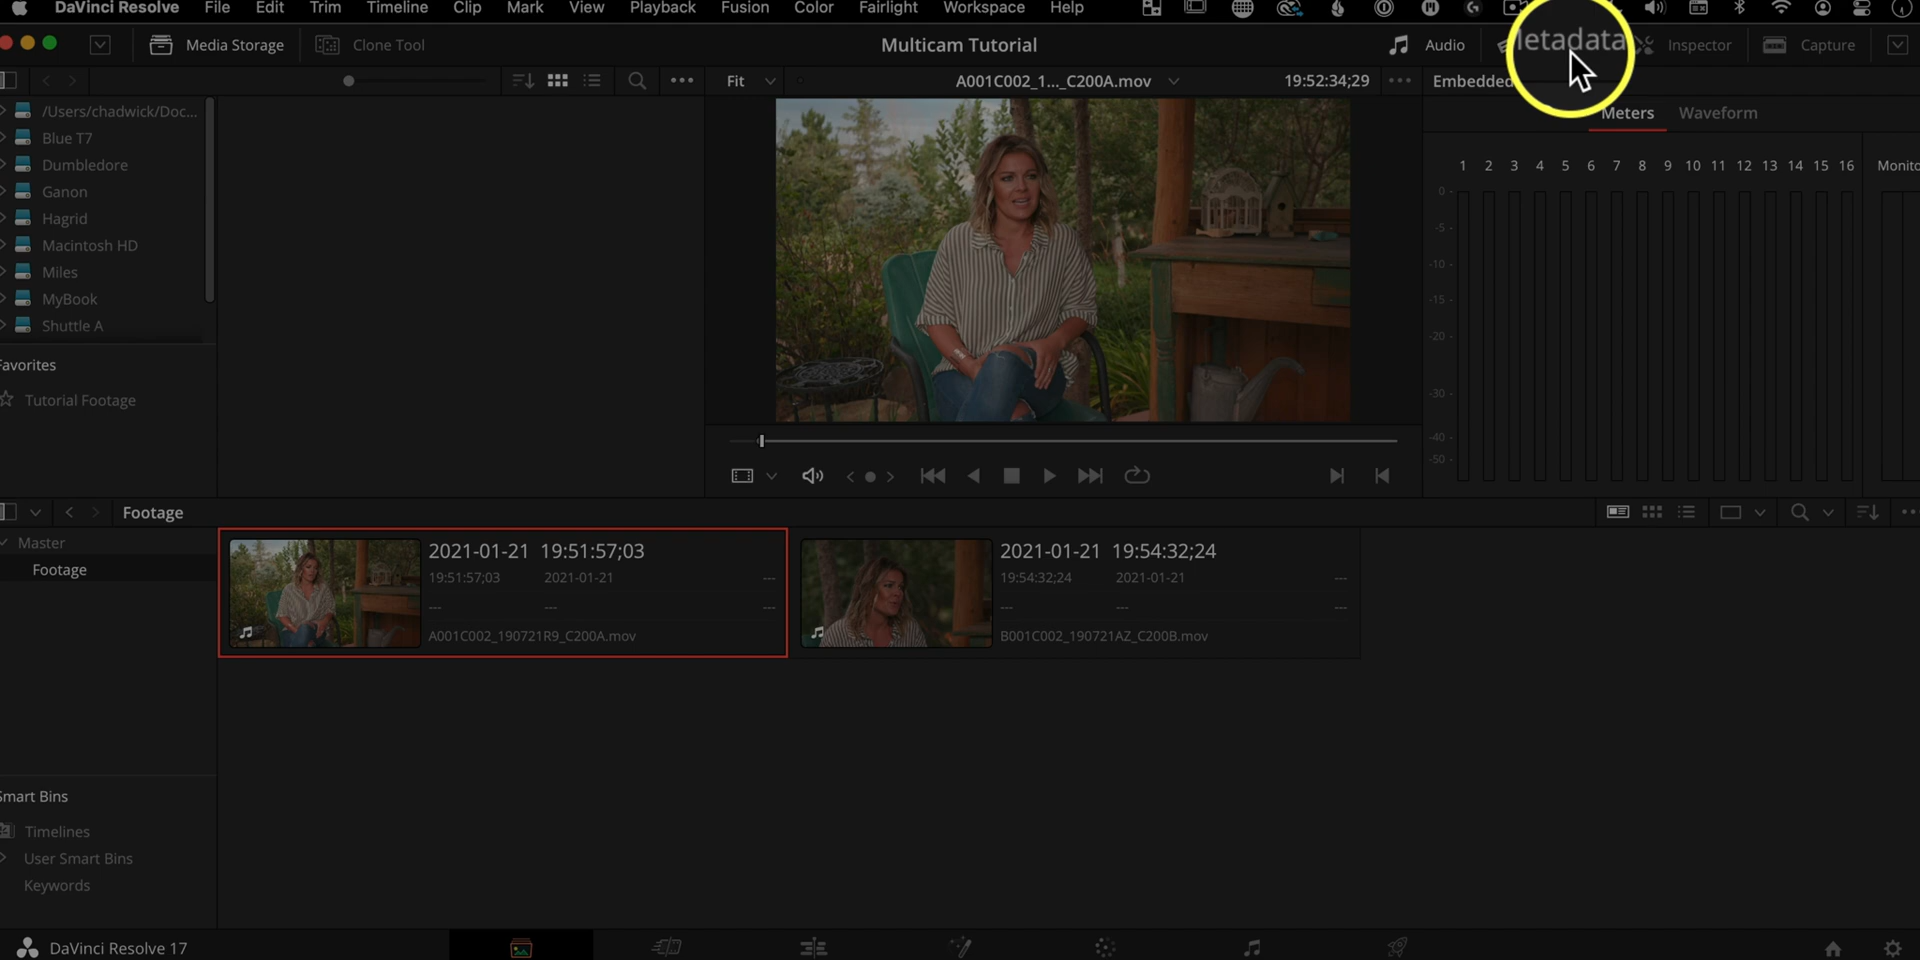 DaVinci Resolve File Edit Trim Timeline Clip Mark View Playback Fusion Color Fairlight Workspace Help
Media Storage Clone Tool Multicam Tutorial Audio Metadata Inspector Capture
Fit A001C002_1..._C200A.mov 19:52:34;29 Embedded
Meters Waveform
/Users/chadwick/Doc...
Blue T7
Dumbledore
Ganon
Hagrid
Macintosh HD
Miles
MyBook
Shuttle A
Favorites
Tutorial Footage
1 2 3 4 5 6 7 8 9 10 11 12 13 14 15 16 Monito
0 -
-5 -
-10 -
-15 -
-20 -
-30 -
-40 -
-50 -
Footage
Master
Footage
2021-01-21 19:51:57;03
19:51:57;03 2021-01-21 ---
--- --- ---
A001C002_190721R9_C200A.mov
2021-01-21 19:54:32;24
19:54:32;24 2021-01-21 ---
--- --- ---
B001C002_190721AZ_C200B.mov
Smart Bins
Timelines
User Smart Bins
Keywords
DaVinci Resolve 17